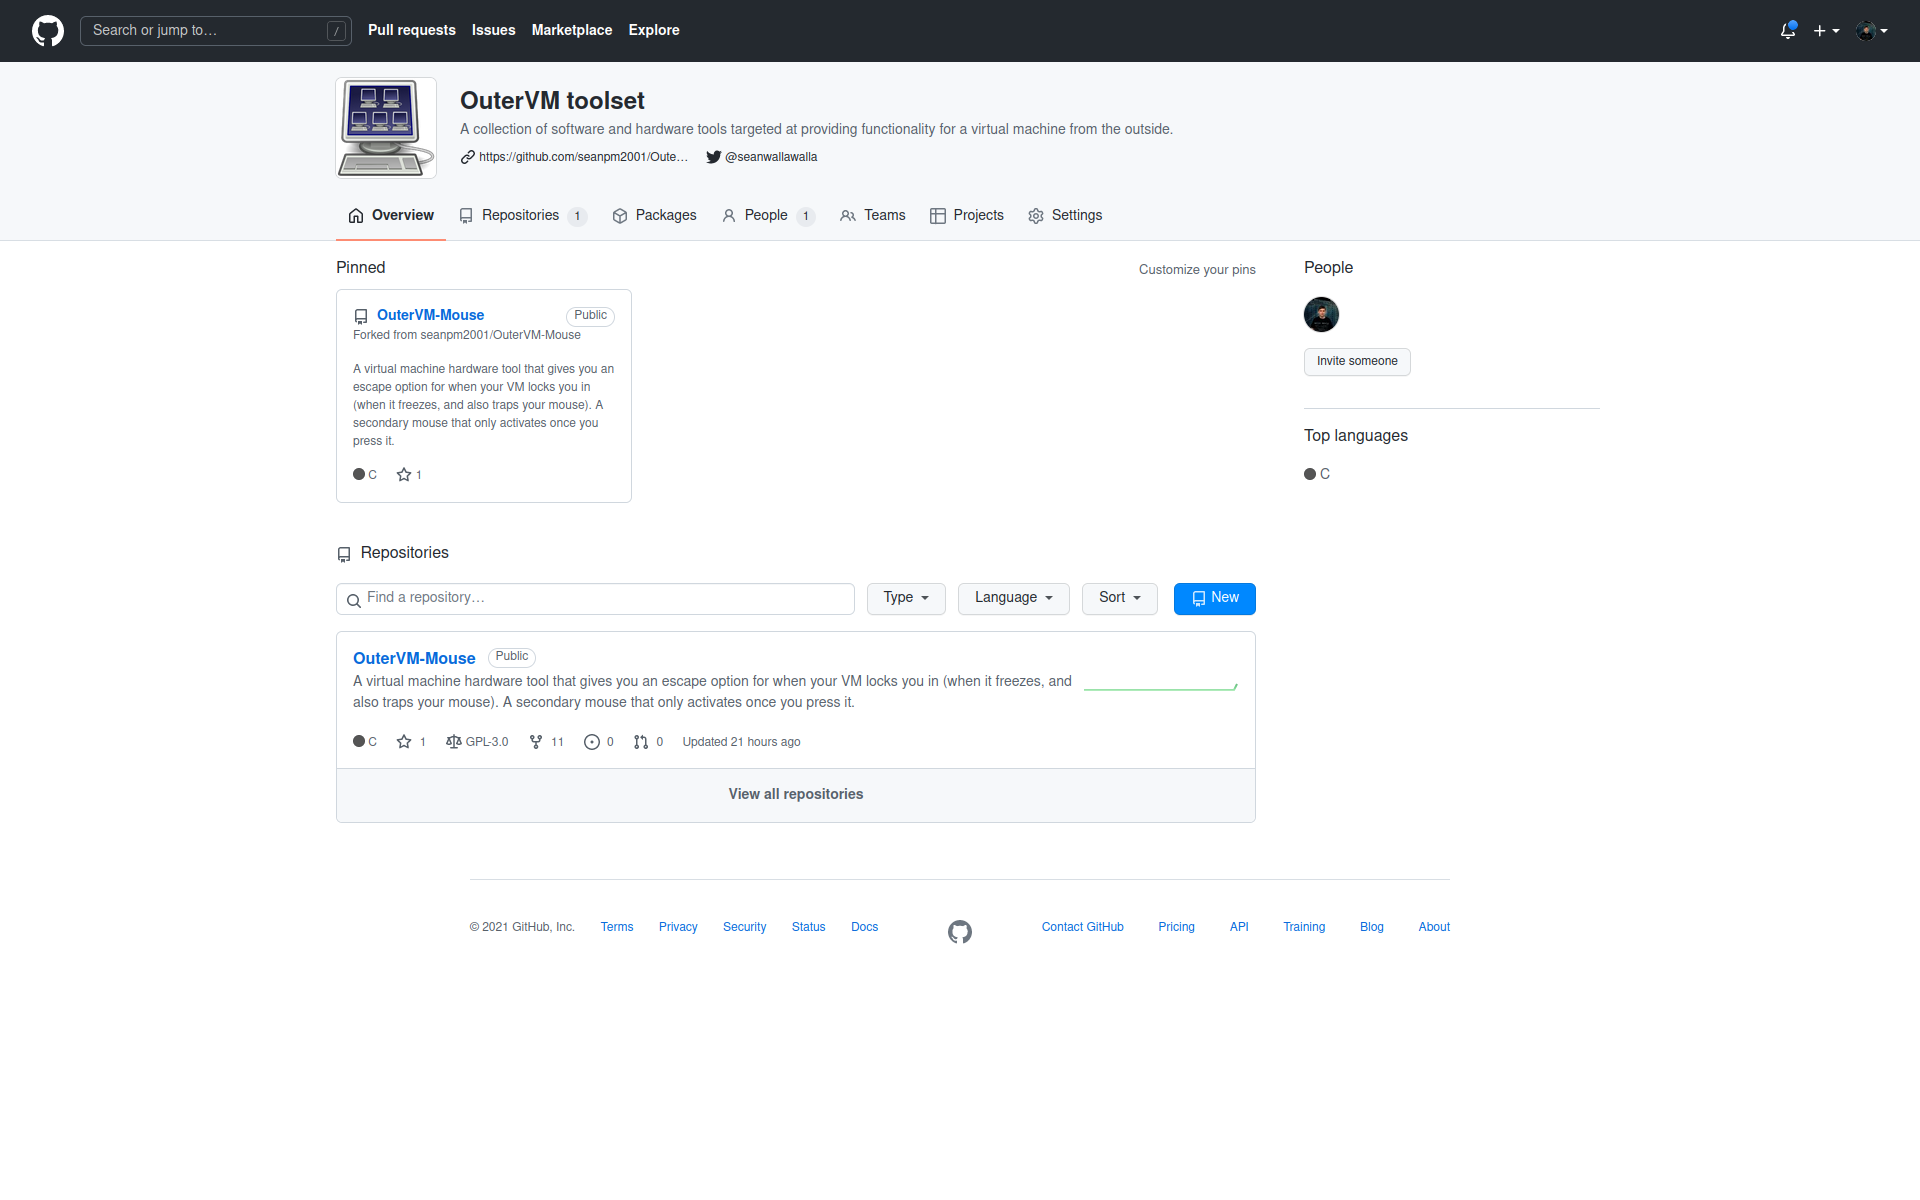 Search or jump to… /
Pull requests
Issues
Marketplace
Explore
OuterVM toolset
A collection of software and hardware tools targeted at providing functionality for a virtual machine from the outside.
https://github.com/seanpm2001/Oute… @seanwallawalla
Overview
Repositories 1
Packages
People 1
Teams
Projects
Settings
Pinned
Customize your pins
OuterVM-Mouse Public
Forked from seanpm2001/OuterVM-Mouse
A virtual machine hardware tool that gives you an
escape option for when your VM locks you in
(when it freezes, and also traps your mouse). A
secondary mouse that only activates once you
press it.
C 1
People
Invite someone
Top languages
C
Repositories
Find a repository…
Type
Language
Sort
New
OuterVM-Mouse Public
A virtual machine hardware tool that gives you an escape option for when your VM locks you in (when it freezes, and
also traps your mouse). A secondary mouse that only activates once you press it.
C 1 GPL-3.0 11 0 0 Updated 21 hours ago
View all repositories
© 2021 GitHub, Inc.
Terms
Privacy
Security
Status
Docs
Contact GitHub
Pricing
API
Training
Blog
About